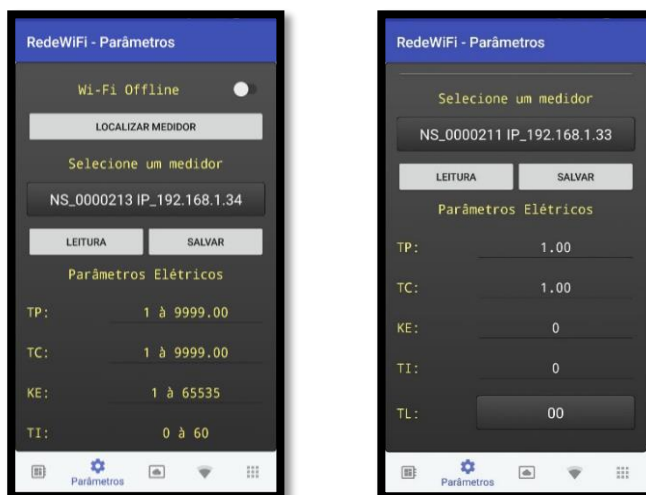 RedeWiFi - Parâmetros
Wi-Fi Offline
LOCALIZAR MEDIDOR
Selecione um medidor
NS_0000213 IP_192.168.1.34
LEITURA SALVAR
Parâmetros Elétricos
TP: 1 à 9999.00
TC: 1 à 9999.00
KE: 1 à 65535
TI: 0 à 60
Parâmetros
RedeWiFi - Parâmetros
Selecione um medidor
NS_0000211 IP_192.168.1.33
LEITURA SALVAR
Parâmetros Elétricos
TP: 1.00
TC: 1.00
KE: 0
TI: 0
TL: 00
Parâmetros